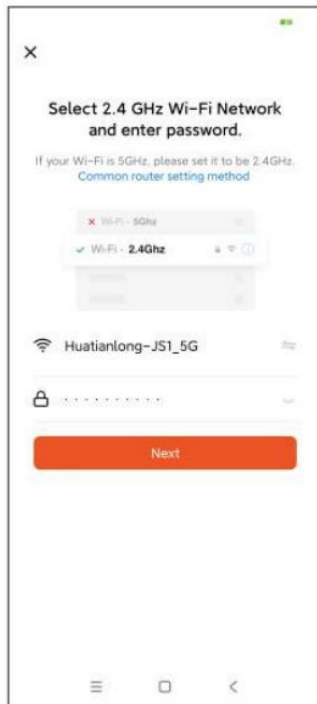 Select 2.4 GHz Wi-Fi Network
and enter password.
If your Wi-Fi is 5GHz, please set it to be 2.4GHz.
Common router setting method
Wi-Fi - 5Ghz
Wi-Fi - 2.4Ghz
Huatianlong-JS1_5G
Next